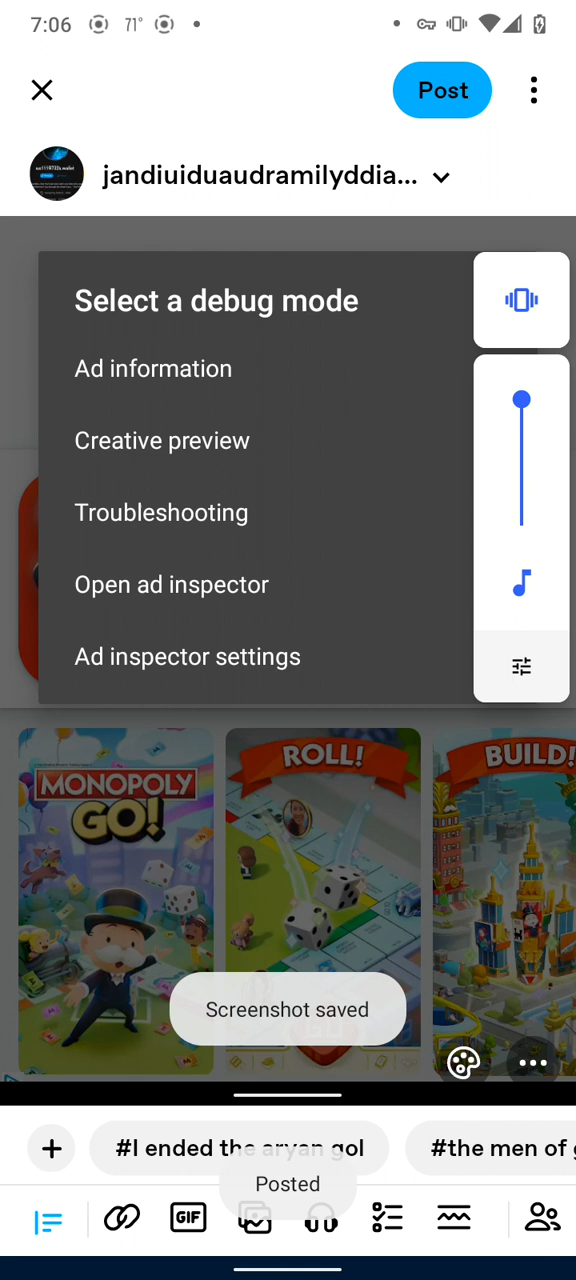 7:06 71°
Post
jandiuiduaudramilyddia...
Select a debug mode
Ad information
Creative preview
Troubleshooting
Open ad inspector
Ad inspector settings
MONOPOLY
GO!
ROLL!
BUILD!
Screenshot saved
#I ended the aryan gol
#the men of
Posted
GIF